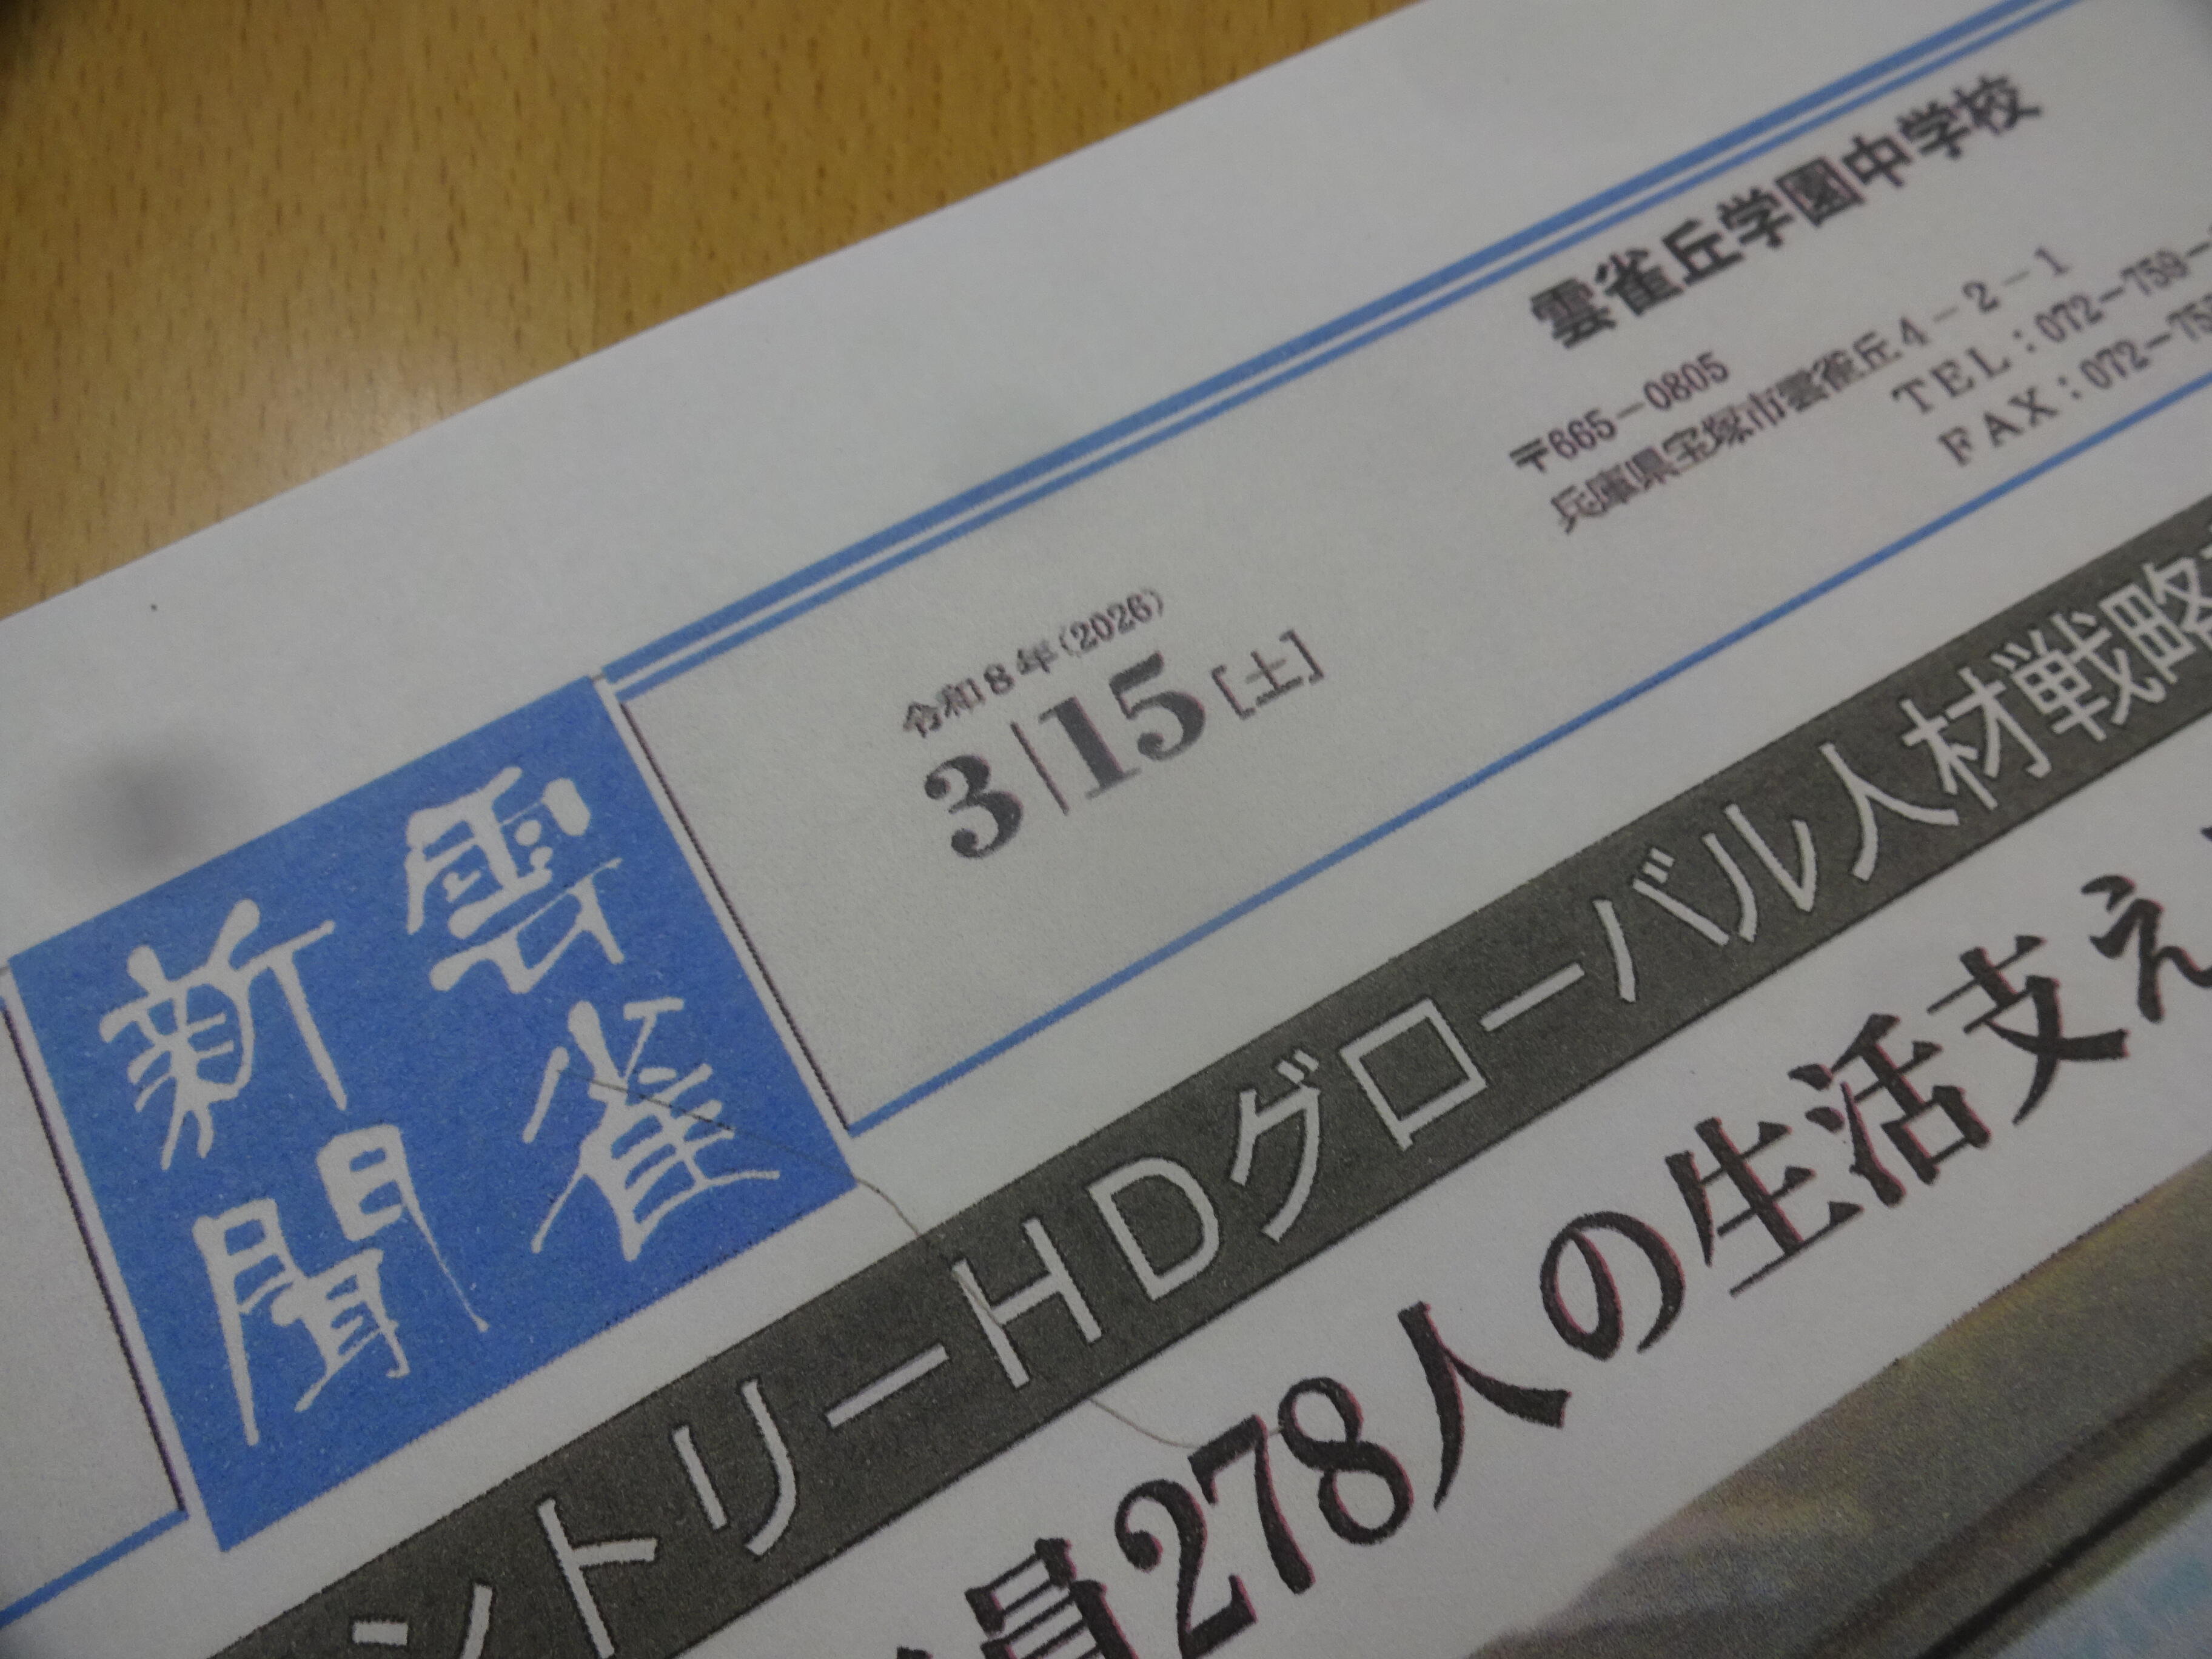 雲雀
新聞
令和8年(2026)
3|15[土]
雲雀丘学園中学校
〒665-0805
兵庫県宝塚市雲雀丘4-2-1
TEL:072-759-
FAX:072-75
ントリーHDグローバル人材戦略
員278人の生活支え